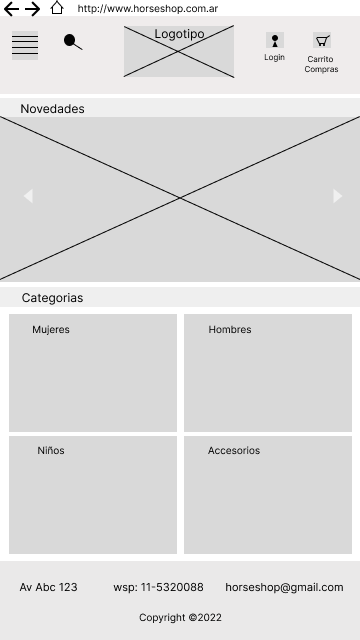 http://www.horseshop.com.ar
Logotipo
Login
Carrito
Compras
Novedades
Categorias
Mujeres
Hombres
Niños
Accesorios
Av Abc 123
wsp: 11-5320088
horseshop@gmail.com
Copyright ©2022